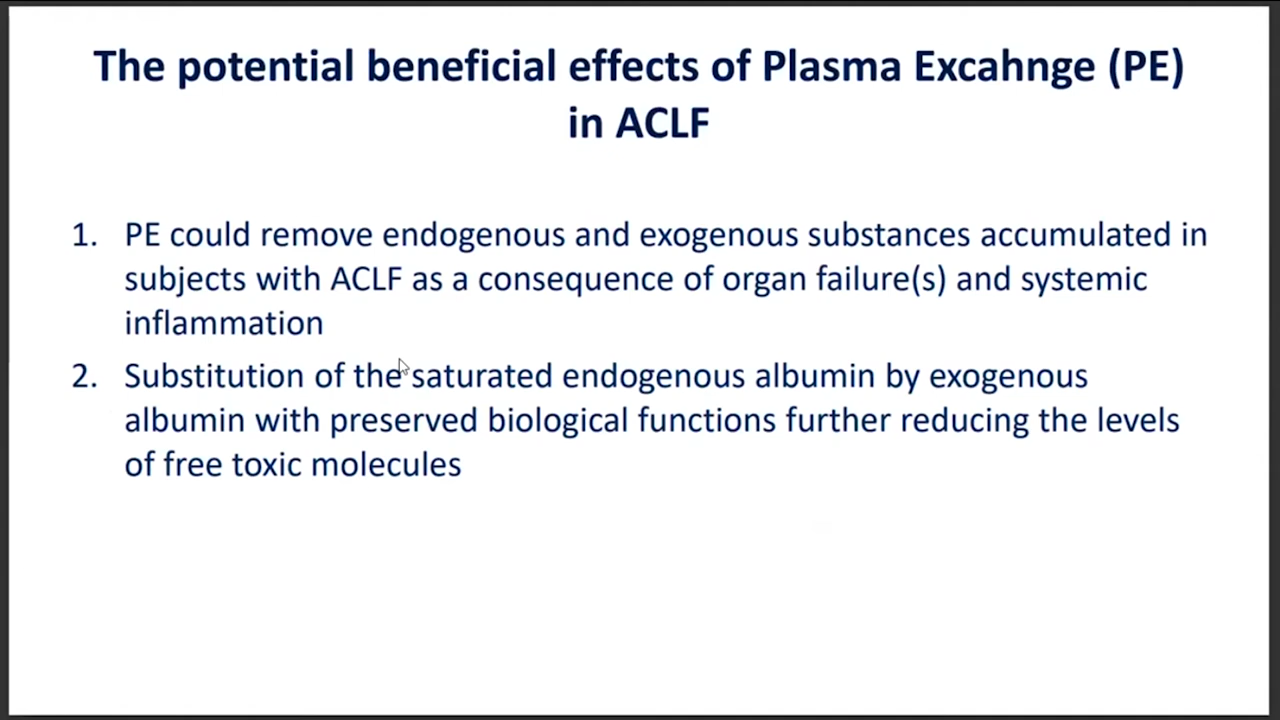 The potential beneficial effects of Plasma Excahnge (PE)
in ACLF
1. PE could remove endogenous and exogenous substances accumulated in
subjects with ACLF as a consequence of organ failure(s) and systemic
inflammation
2. Substitution of the saturated endogenous albumin by exogenous
albumin with preserved biological functions further reducing the levels
of free toxic molecules